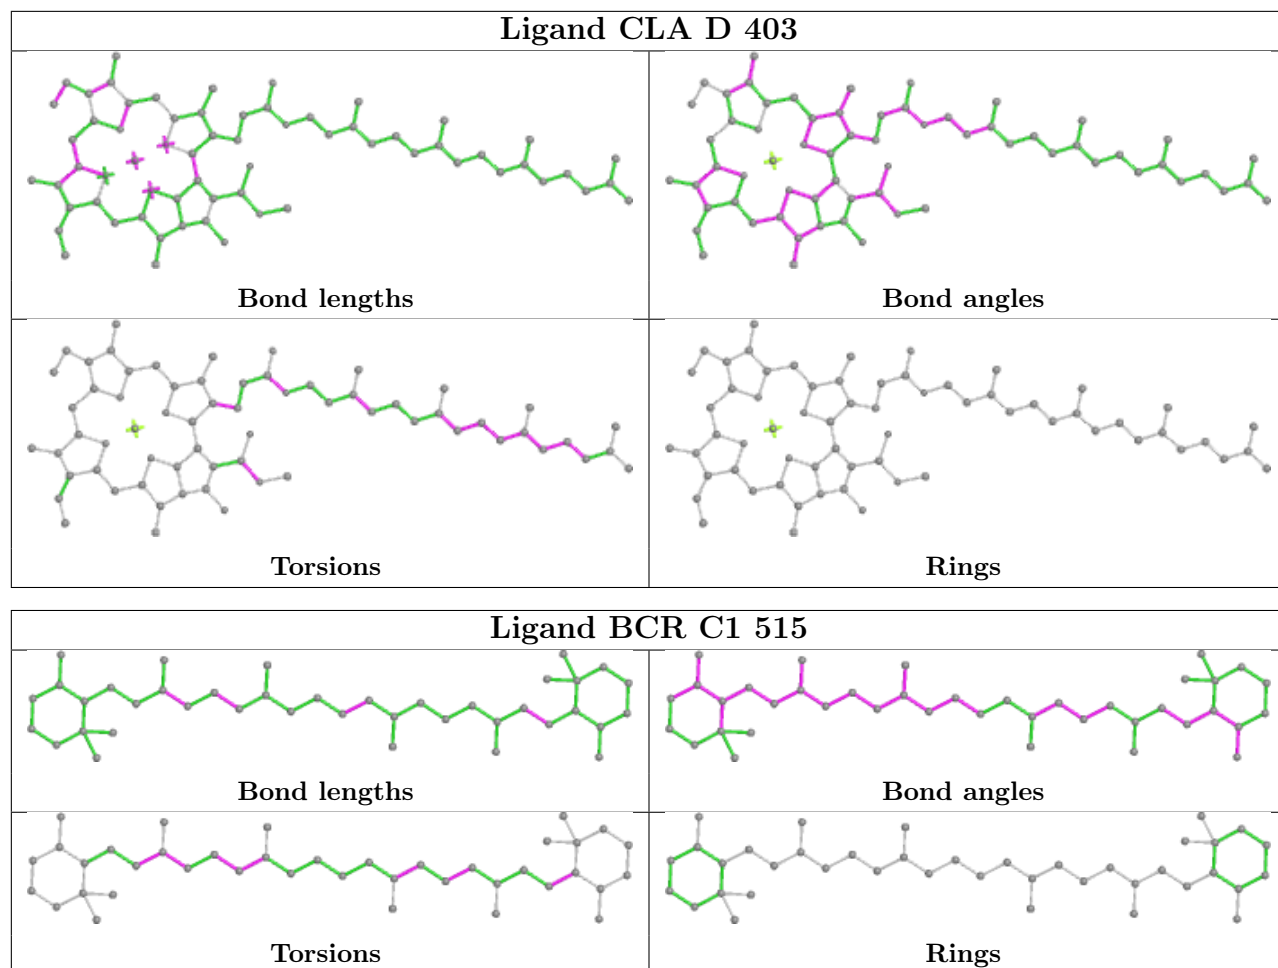 Ligand CLA D 403
Bond lengths
Bond angles
Torsions
Rings
Ligand BCR C1 515
Bond lengths
Bond angles
Torsions
Rings